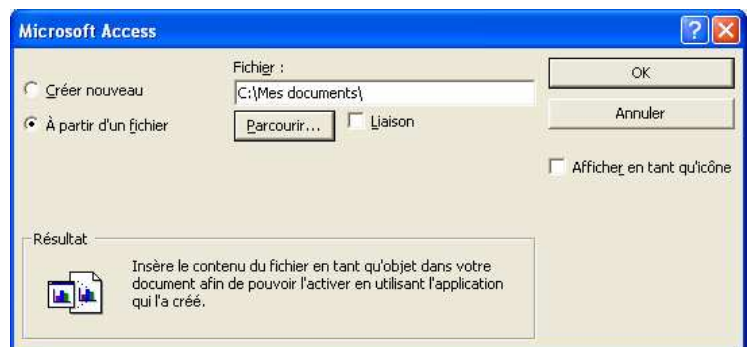 Microsoft Access
Créer nouveau
À partir d'un fichier
Fichier :
C:\Mes documents\
Parcourir...
Liaison
OK
Annuler
Afficher en tant qu'icône
Résultat
Insère le contenu du fichier en tant qu'objet dans votre
document afin de pouvoir l'activer en utilisant l'application
qui l'a créé.